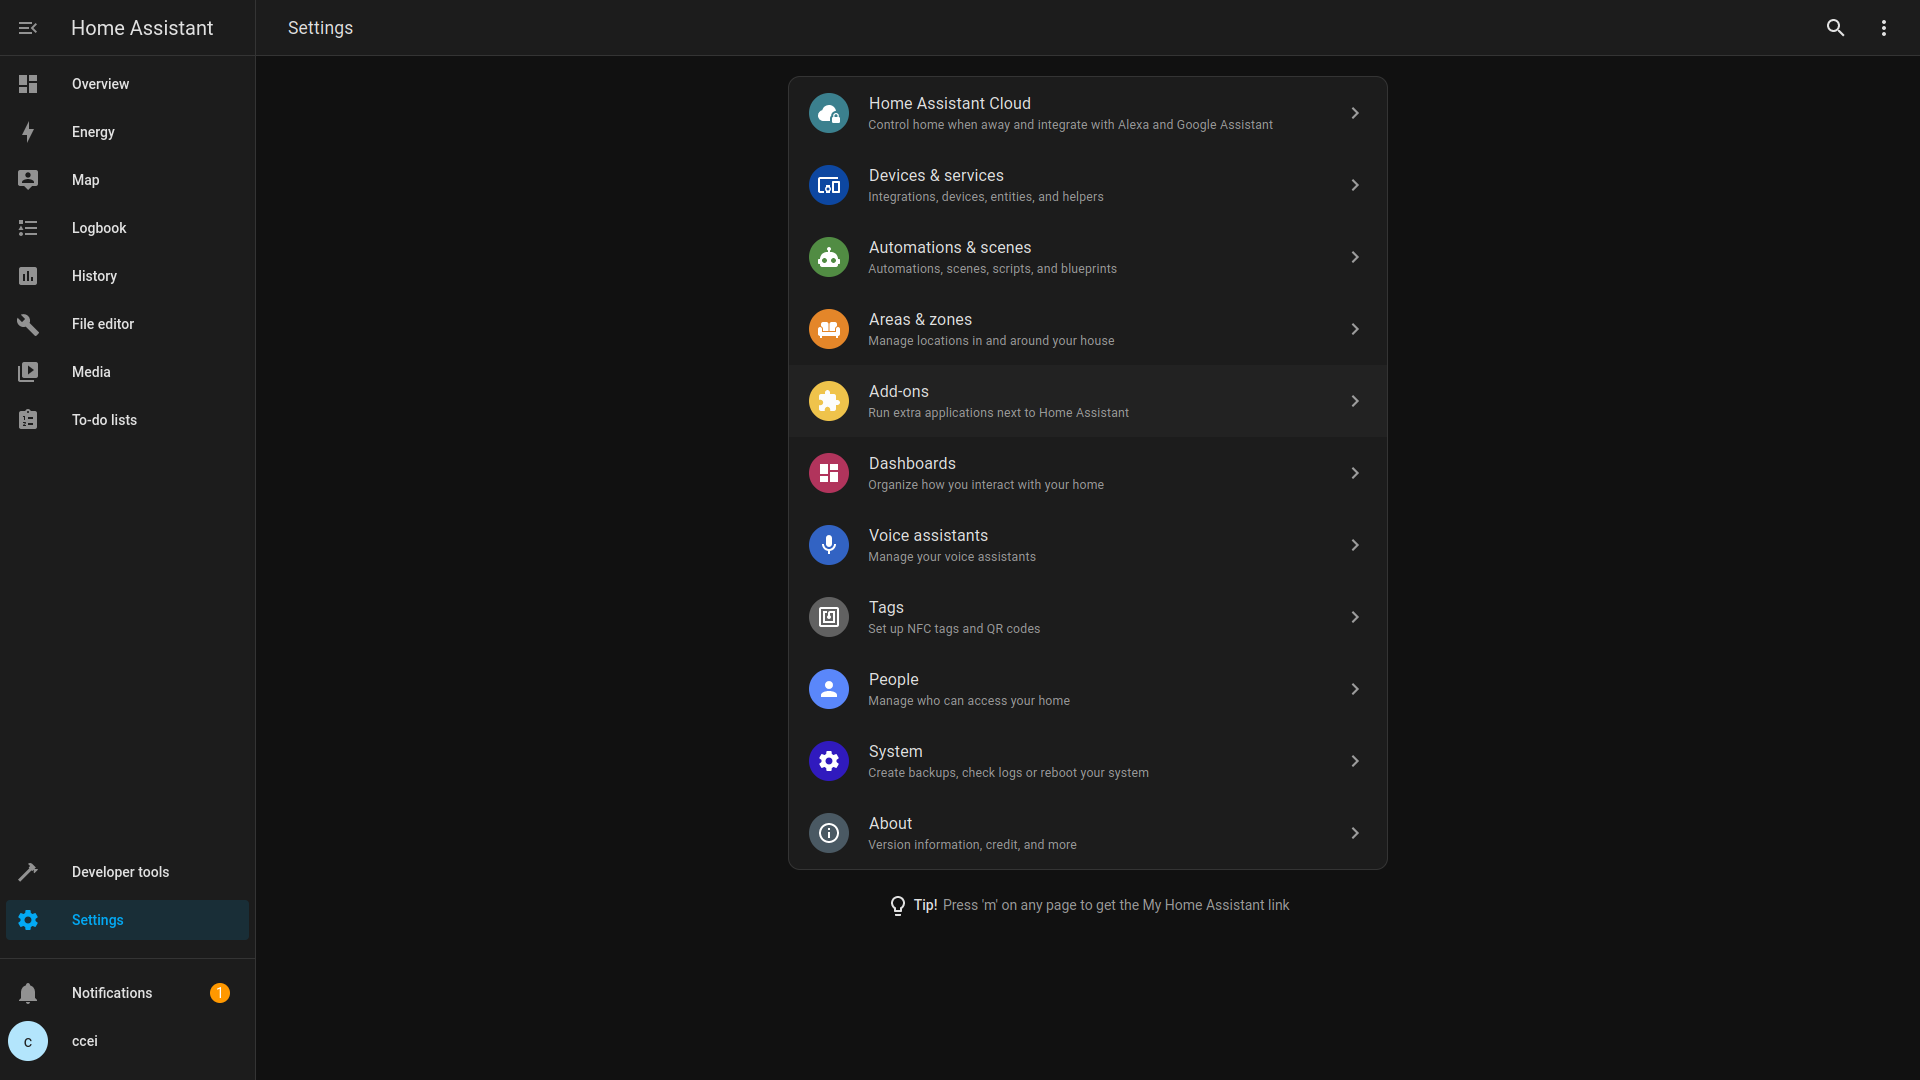 Home Assistant
Settings
Overview
Energy
Map
Logbook
History
File editor
Media
To-do lists
Developer tools
Settings
Notifications
1
c
ccei
Home Assistant Cloud
Control home when away and integrate with Alexa and Google Assistant
Devices & services
Integrations, devices, entities, and helpers
Automations & scenes
Automations, scenes, scripts, and blueprints
Areas & zones
Manage locations in and around your house
Add-ons
Run extra applications next to Home Assistant
Dashboards
Organize how you interact with your home
Voice assistants
Manage your voice assistants
Tags
Set up NFC tags and QR codes
People
Manage who can access your home
System
Create backups, check logs or reboot your system
About
Version information, credit, and more
Tip! Press 'm' on any page to get the My Home Assistant link